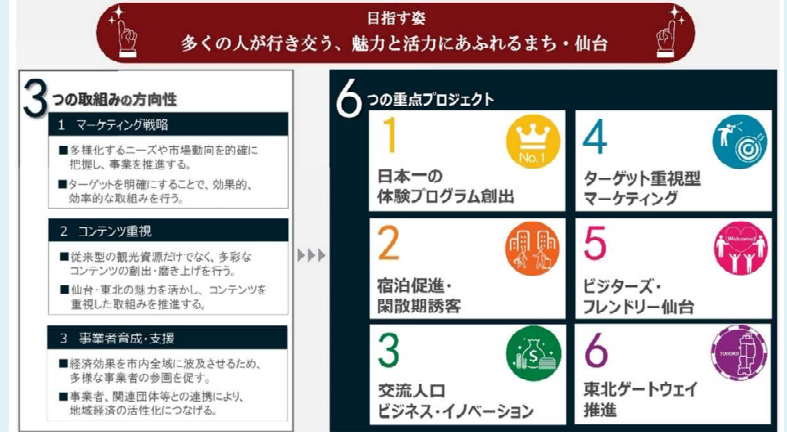 目指す姿
多くの人が行き交う、魅力と活力にあふれるまち・仙台
3つの取組みの方向性
1 マーケティング戦略
■多様化するニーズや市場動向を的確に
把握し、事業を推進する。
■ターゲットを明確にすることで、効果的、
効率的な取組みを行う。
2 コンテンツ重視
■従来型の観光資源だけでなく、多彩な
コンテンツの創出・磨き上げを行う。
■仙台・東北の魅力を活かし、コンテンツを
重視した取組みを推進する。
3 事業者育成・支援
■経済効果を市内全域に波及させるため、
多様な事業者の参画を促す。
■事業者、関連団体等との連携により、
地域経済の活性化につなげる。
6つの重点プロジェクト
1
No.1
日本一の
体験プログラム創出
2
宿泊促進・
閑散期誘客
3
$
交流人口
ビジネス・イノベーション
4
ターゲット重視型
マーケティング
5
Welcome!
ビジターズ・
フレンドリー仙台
6
TOHOKU
東北ゲートウェイ
推進